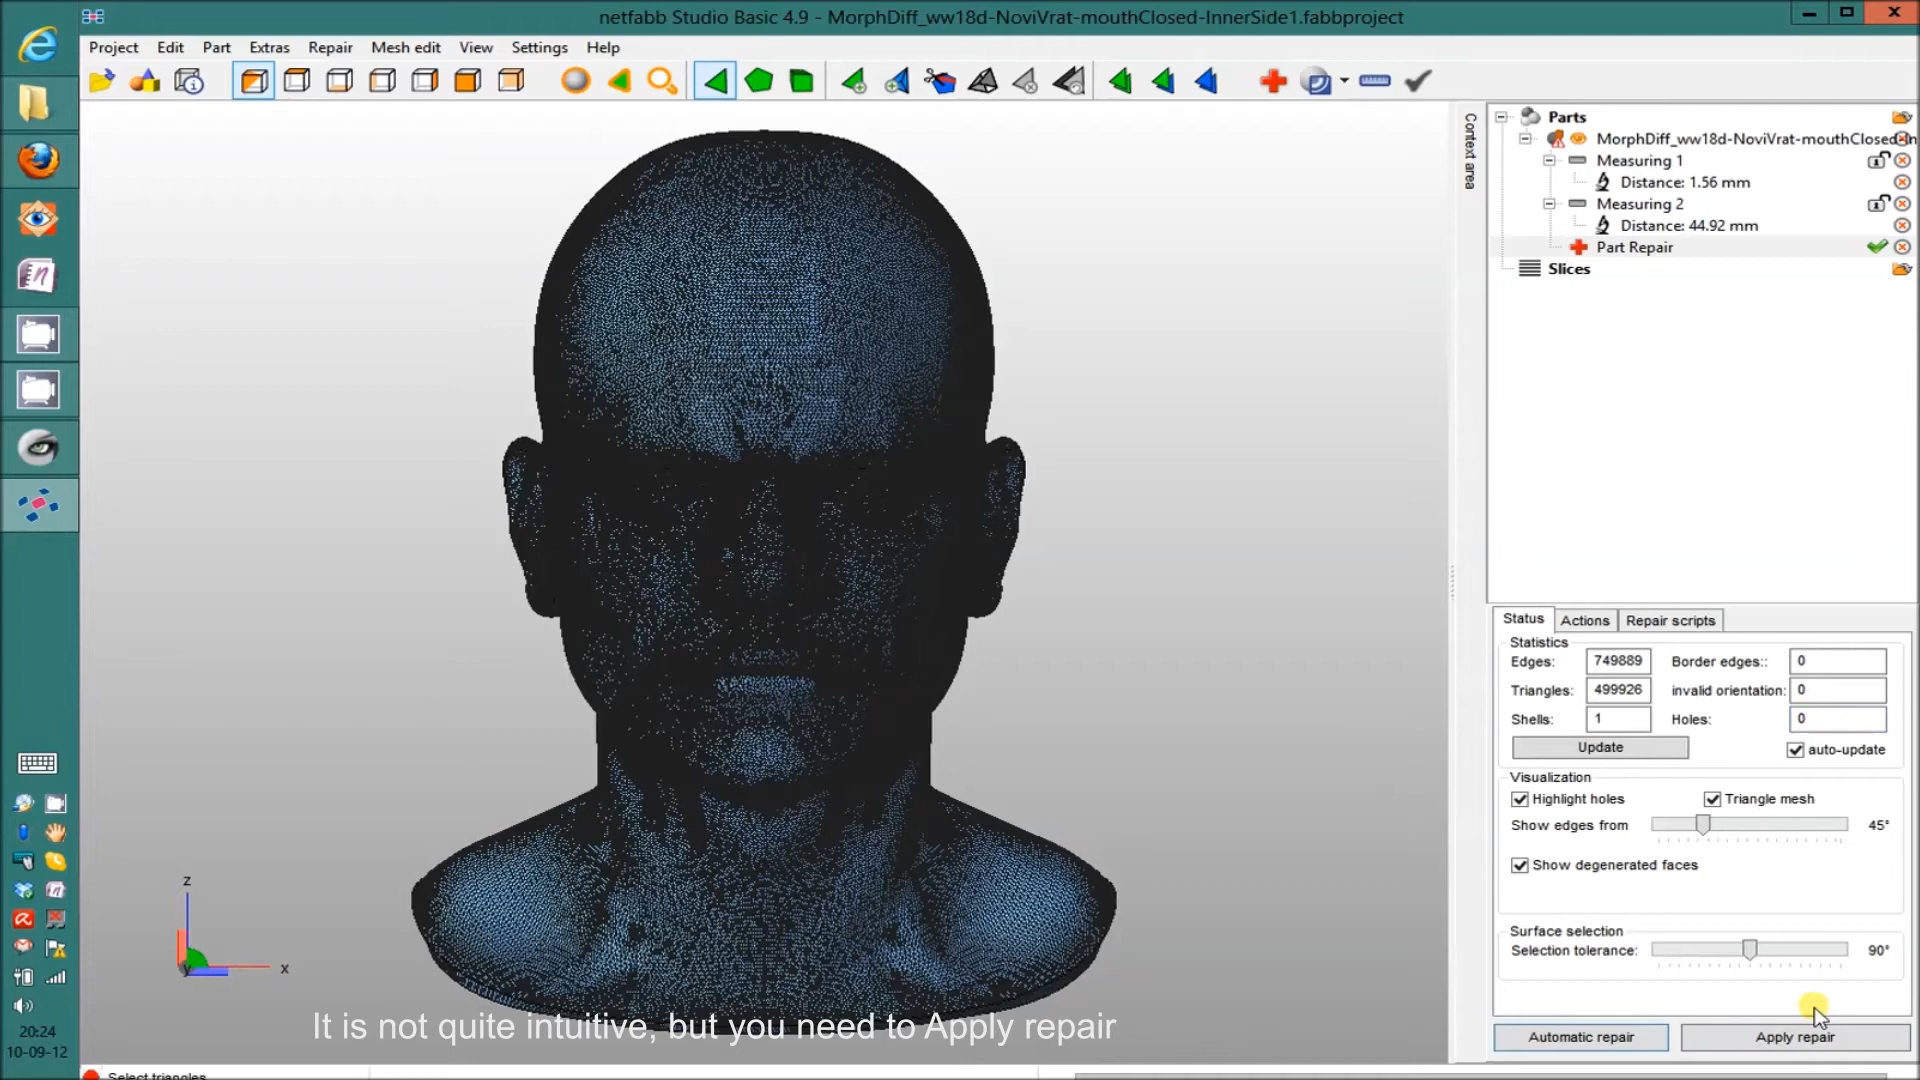 netfabb Studio Basic 4.9 - MorphDiff_ww18d-NoviVrat-mouthClosed-InnerSide1.fabbproject
Project Edit Part Extras Repair Mesh edit View Settings Help
Context area
Parts
MorphDiff_ww18d-NoviVrat-mouthClosed-In
Measuring 1
Distance: 1.56 mm
Measuring 2
Distance: 44.92 mm
Part Repair
Slices
Status Actions Repair scripts
Statistics
Edges: 749889 Border edges:: 0
Triangles: 499926 invalid orientation: 0
Shells: 1 Holes: 0
Update auto-update
Visualization
Highlight holes Triangle mesh
Show edges from 45°
Show degenerated faces
Surface selection
Selection tolerance: 90°
Automatic repair Apply repair
z
x
y
It is not quite intuitive, but you need to Apply repair
20:24
10-09-12
Select triangles